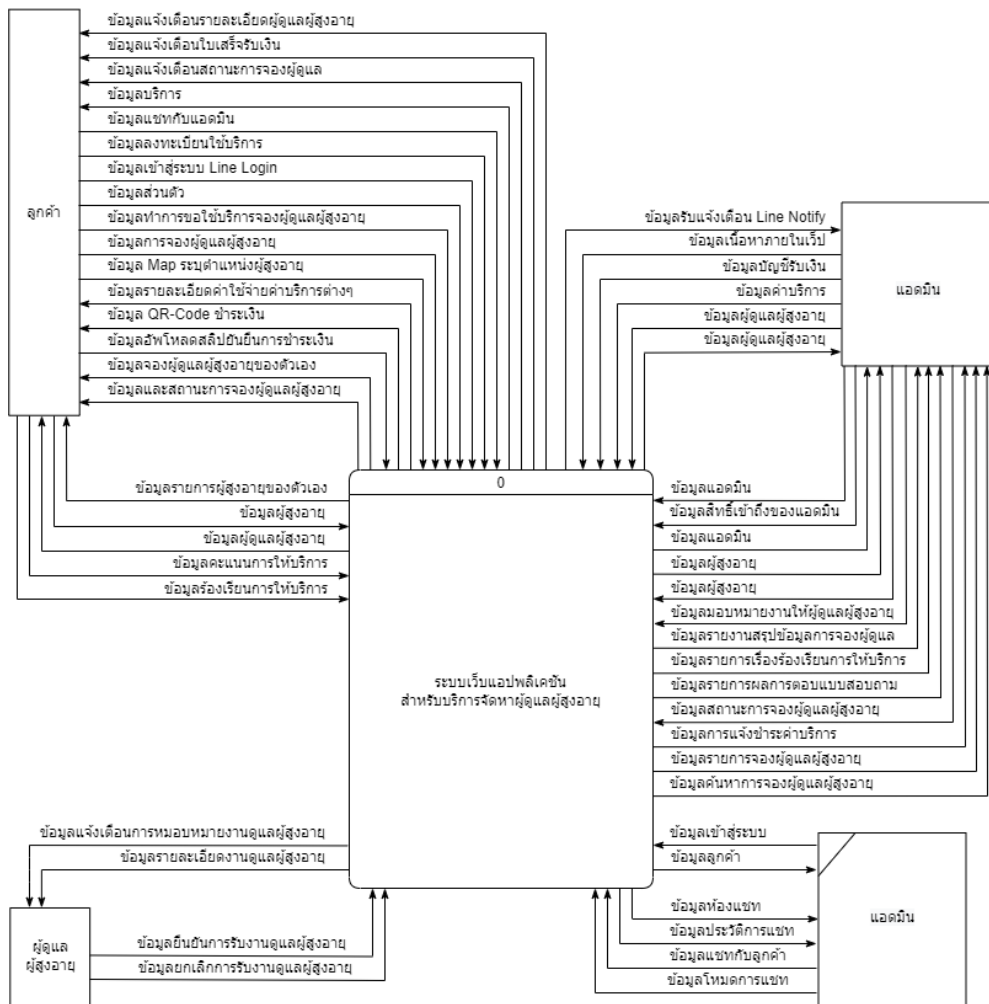 ข้อมูลแจ้งเตือนรายละเอียดผู้ดูแลผู้สูงอายุ
ข้อมูลแจ้งเตือนใบเสร็จรับเงิน
ข้อมูลแจ้งเตือนสถานะการจองผู้ดูแล
ข้อมูลบริการ
ข้อมูลแชทกับแอดมิน
ข้อมูลลงทะเบียนใช้บริการ
ข้อมูลเข้าสู่ระบบ Line Login
ข้อมูลส่วนตัว
ข้อมูลทำการขอใช้บริการจองผู้ดูแลผู้สูงอายุ
ข้อมูลการจองผู้ดูแลผู้สูงอายุ
ข้อมูล Map ระบุตำแหน่งผู้สูงอายุ
ข้อมูลรายละเอียดค่าใช้จ่ายค่าบริการต่างๆ
ข้อมูล QR-Code ชำระเงิน
ข้อมูลอัพโหลดสลิปยันยืนการชำระเงิน
ข้อมูลจองผู้ดูแลผู้สูงอายุของตัวเอง
ข้อมูลและสถานะการจองผู้ดูแลผู้สูงอายุ
ลูกค้า
ข้อมูลรับแจ้งเตือน Line Notify
ข้อมูลเนื้อหาภายในเว็ป
ข้อมูลบัญชีรับเงิน
ข้อมูลค่าบริการ
ข้อมูลผู้ดูแลผู้สูงอายุ
ข้อมูลผู้ดูแลผู้สูงอายุ
แอดมิน
ข้อมูลรายการผู้สูงอายุของตัวเอง
ข้อมูลผู้สูงอายุ
ข้อมูลผู้ดูแลผู้สูงอายุ
ข้อมูลคะแนนการให้บริการ
ข้อมูลร้องเรียนการให้บริการ
0
ระบบเว็บแอปพลิเคชัน
สำหรับบริการจัดหาผู้ดูแลผู้สูงอายุ
ข้อมูลแอดมิน
ข้อมูลสิทธิ์เข้าถึงของแอดมิน
ข้อมูลแอดมิน
ข้อมูลผู้สูงอายุ
ข้อมูลผู้สูงอายุ
ข้อมูลมอบหมายงานให้ผู้ดูแลผู้สูงอายุ
ข้อมูลรายงานสรุปข้อมูลการจองผู้ดูแล
ข้อมูลรายการเรื่องร้องเรียนการให้บริการ
ข้อมูลรายการผลการตอบแบบสอบถาม
ข้อมูลสถานะการจองผู้ดูแลผู้สูงอายุ
ข้อมูลการแจ้งชำระค่าบริการ
ข้อมูลรายการจองผู้ดูแลผู้สูงอายุ
ข้อมูลค้นหาการจองผู้ดูแลผู้สูงอายุ
ข้อมูลแจ้งเตือนการหมอบหมายงานดูแลผู้สูงอายุ
ข้อมูลรายละเอียดงานดูแลผู้สูงอายุ
ผู้ดูแล
ผู้สูงอายุ
ข้อมูลยืนยันการรับงานดูแลผู้สูงอายุ
ข้อมูลยกเลิกการรับงานดูแลผู้สูงอายุ
ข้อมูลเข้าสู่ระบบ
ข้อมูลลูกค้า
ข้อมูลห้องแชท
ข้อมูลประวัติการแชท
ข้อมูลแชทกับลูกค้า
ข้อมูลโหมดการแชท
แอดมิน